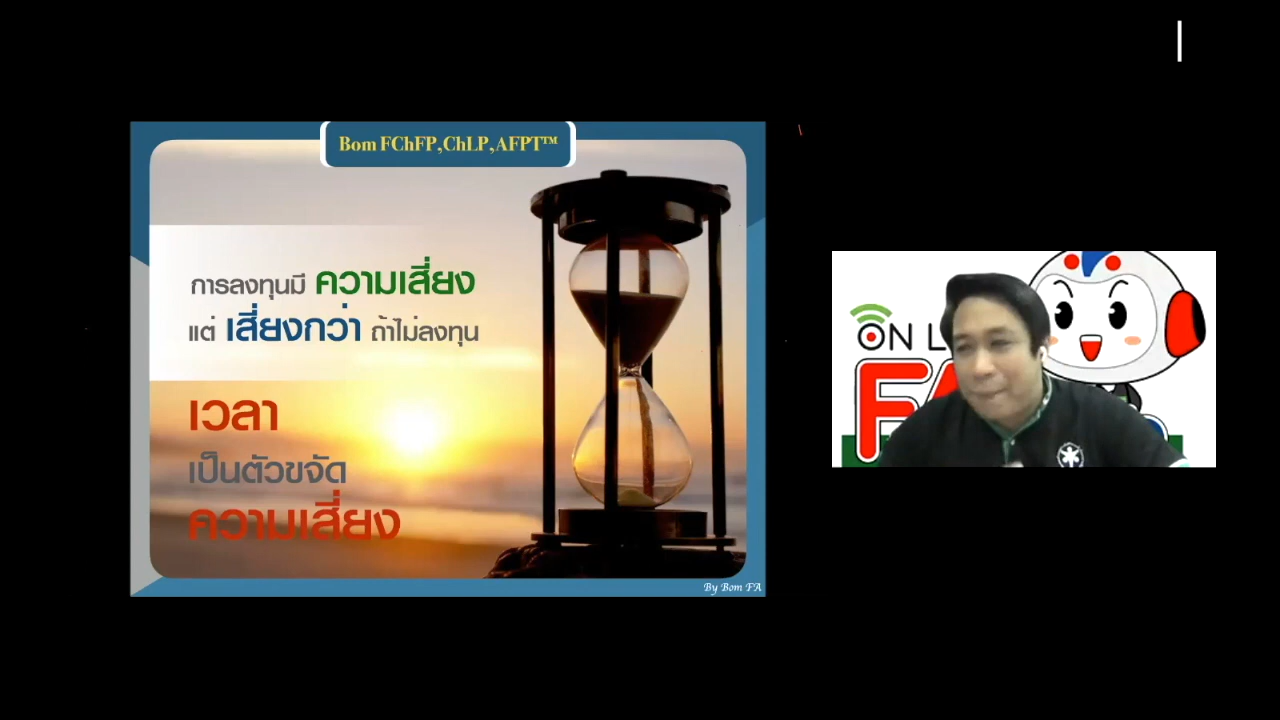 Bom FChFP,ChLP,AFPT™
การลงทุนมี ความเสี่ยง
แต่ เสี่ยงกว่า ถ้าไม่ลงทุน
เวลา
เป็นตัวขจัด
ความเสี่ยง
By Bom FA
ON L
FA